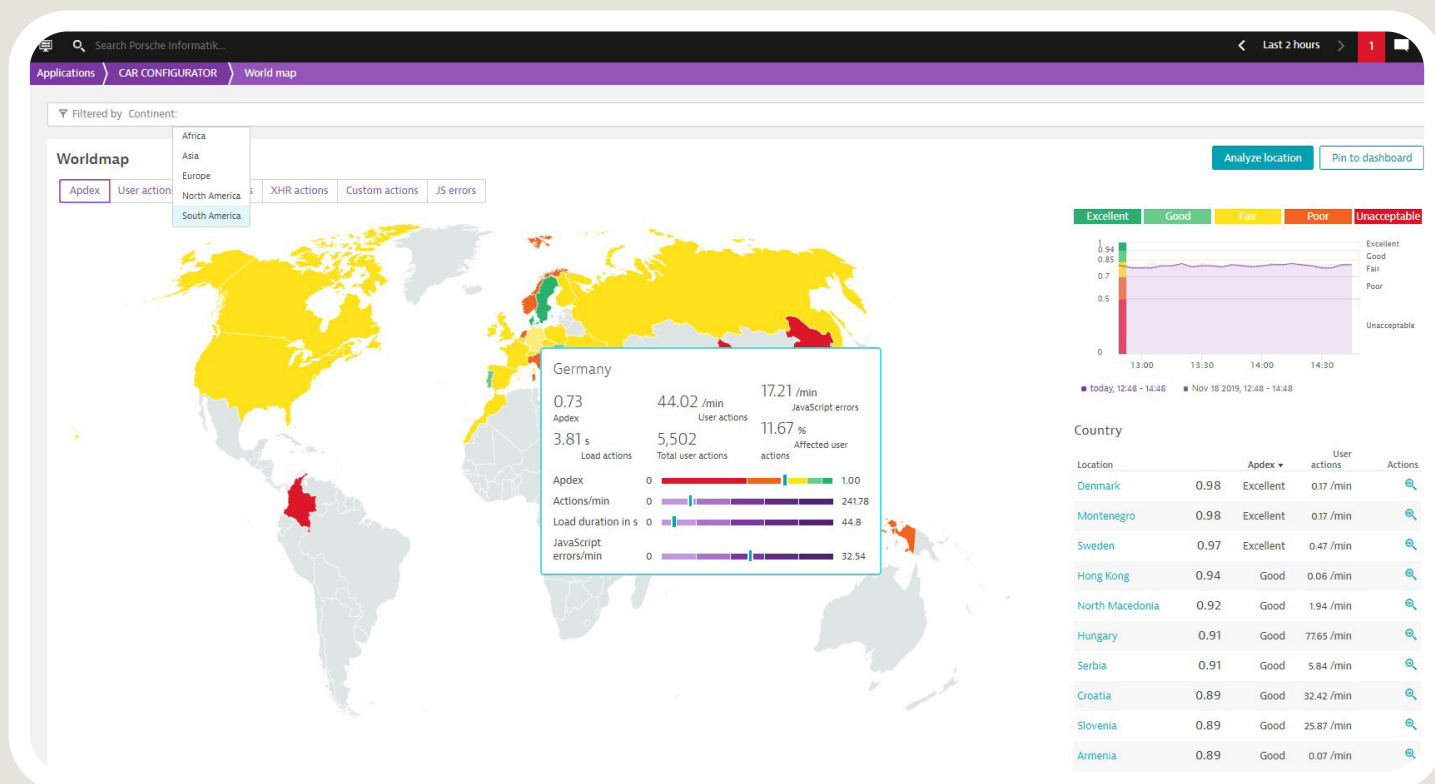 Search Porsche Informatik...
Last 2 hours
1
Applications
CAR CONFIGURATOR
World map
Filtered by Continent:
Africa
Asia
Europe
North America
South America
Worldmap
Analyze location
Pin to dashboard
Apdex
User action
s
XHR actions
Custom actions
JS errors
Excellent
Good
Fair
Poor
Unacceptable
1
0.94
0.85
0.7
0.5
0
Excellent
Good
Fair
Poor
Unacceptable
13:00
13:30
14:00
14:30
today, 12:48 - 14:48
Nov 18 2019, 12:48 - 14:48
Germany
0.73
Apdex
44.02 /min
User actions
17.21 /min
JavaScript errors
3.81 s
Load actions
5,502
Total user actions
11.67 %
Affected user
actions
Apdex 0 1.00
Actions/min 0 241.78
Load duration in s 0 44.8
JavaScript
errors/min 0 32.54
Country
Location Apdex User
actions Actions
Denmark 0.98 Excellent 0.17 /min
Montenegro 0.98 Excellent 0.17 /min
Sweden 0.97 Excellent 0.47 /min
Hong Kong 0.94 Good 0.06 /min
North Macedonia 0.92 Good 1.94 /min
Hungary 0.91 Good 77.65 /min
Serbia 0.91 Good 5.84 /min
Croatia 0.89 Good 32.42 /min
Slovenia 0.89 Good 25.87 /min
Armenia 0.89 Good 0.07 /min